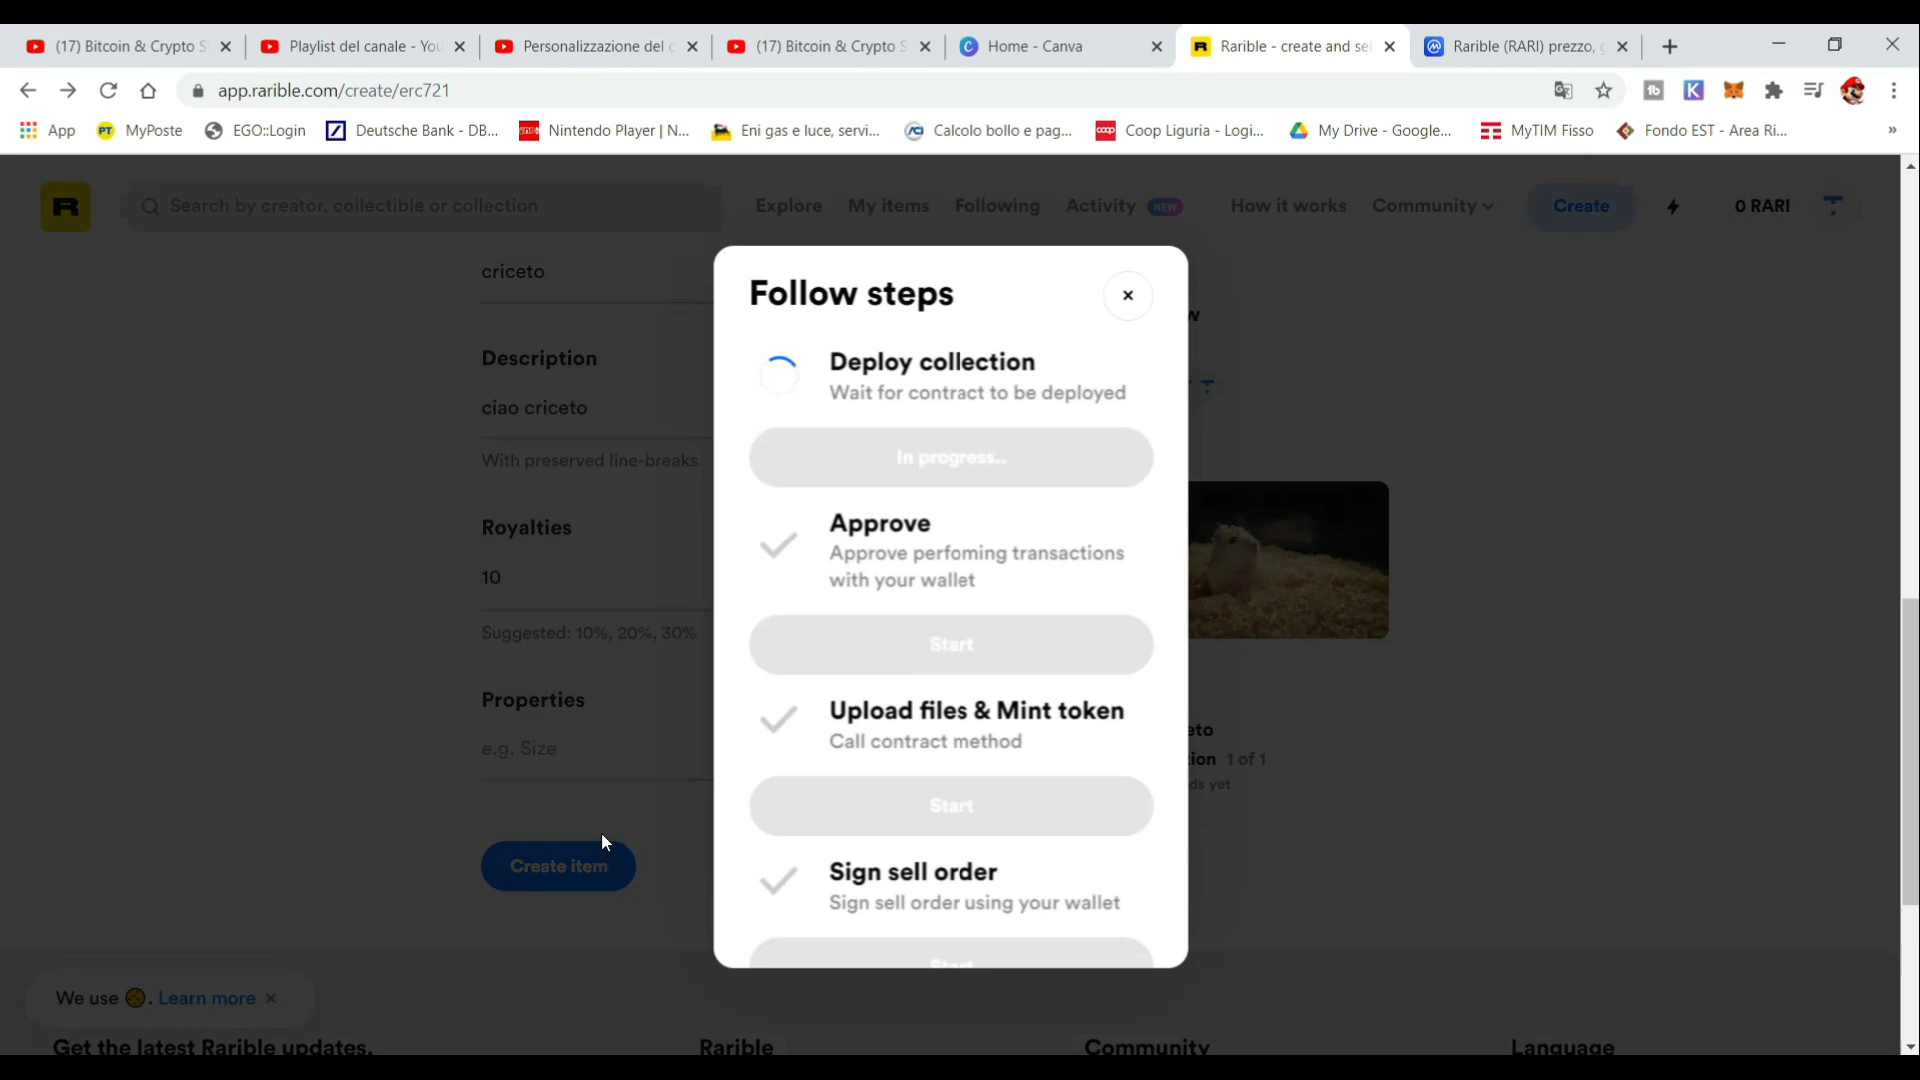 (17) Bitcoin & Crypto S
Playlist del canale - You
Personalizzazione del c
(17) Bitcoin & Crypto S
Home - Canva
Rarible - create and sel
Rarible (RARI) prezzo, g
app.rarible.com/create/erc721
App
MyPoste
EGO::Login
Deutsche Bank - DB...
Nintendo Player | N...
Eni gas e luce, servi...
Calcolo bollo e pag...
Coop Liguria - Logi...
My Drive - Google...
MyTIM Fisso
Fondo EST - Area Ri...
Search by creator, collectible or collection
Explore
My items
Following
Activity NEW
How it works
Community
Create
0 RARI
criceto
Description
ciao criceto
With preserved line-breaks
Royalties
10
Suggested: 10%, 20%, 30%
Properties
e.g. Size
Create item
Follow steps
Deploy collection
Wait for contract to be deployed
In progress..
Approve
Approve perfoming transactions
with your wallet
Start
Upload files & Mint token
Call contract method
Start
Sign sell order
Sign sell order using your wallet
Start
w
eto
ion 1 of 1
ds yet
We use 🍪. Learn more
Get the latest Rarible updates.
Rarible
Community
Language